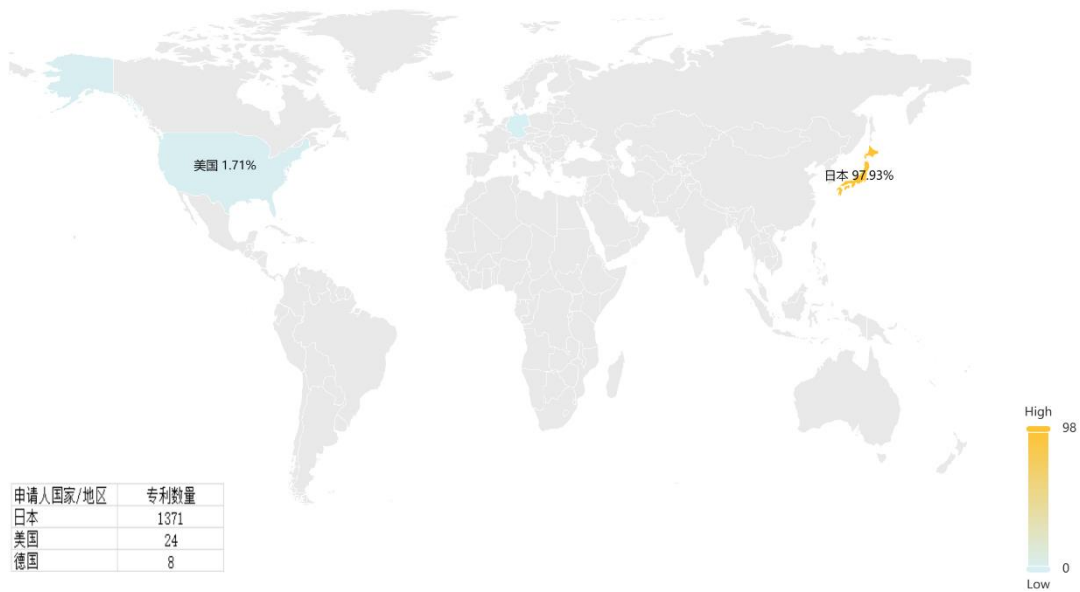 美国 1.71%
日本 97.93%
High
98
0
Low
申请人国家/地区 专利数量
日本 1371
美国 24
德国 8